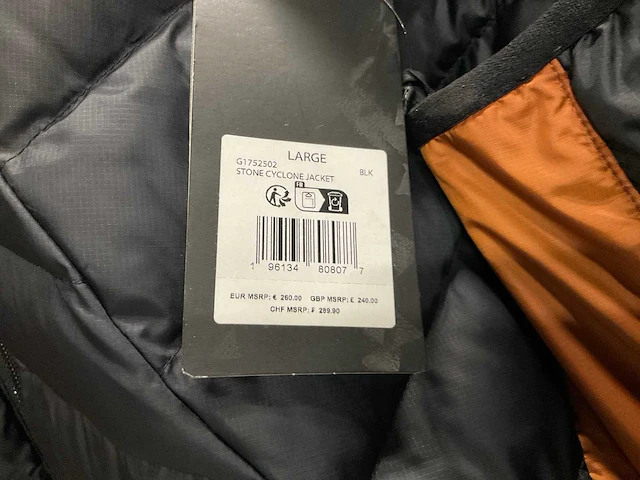 LARGE
G1752502
STONE CYCLONE JACKET BLK
FR
1 96134 80807 7
EUR MSRP: € 260.00 GBP MSRP: £ 240.00
CHF MSRP: ₣ 289.90